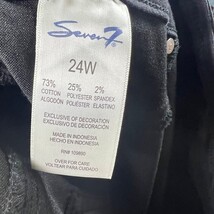 Seven7
24W
73% 25% 2%
COTTON POLYESTER SPANDEX
ALGODÓN POLIÉSTER ELASTINO
EXCLUSIVE OF DECORATION
EXCLUSIVO DE DECORACIÓN
MADE IN INDONESIA
HECHO EN INDONESIA
OVER FOR CARE
VOLTEAR PARA CUIDADO